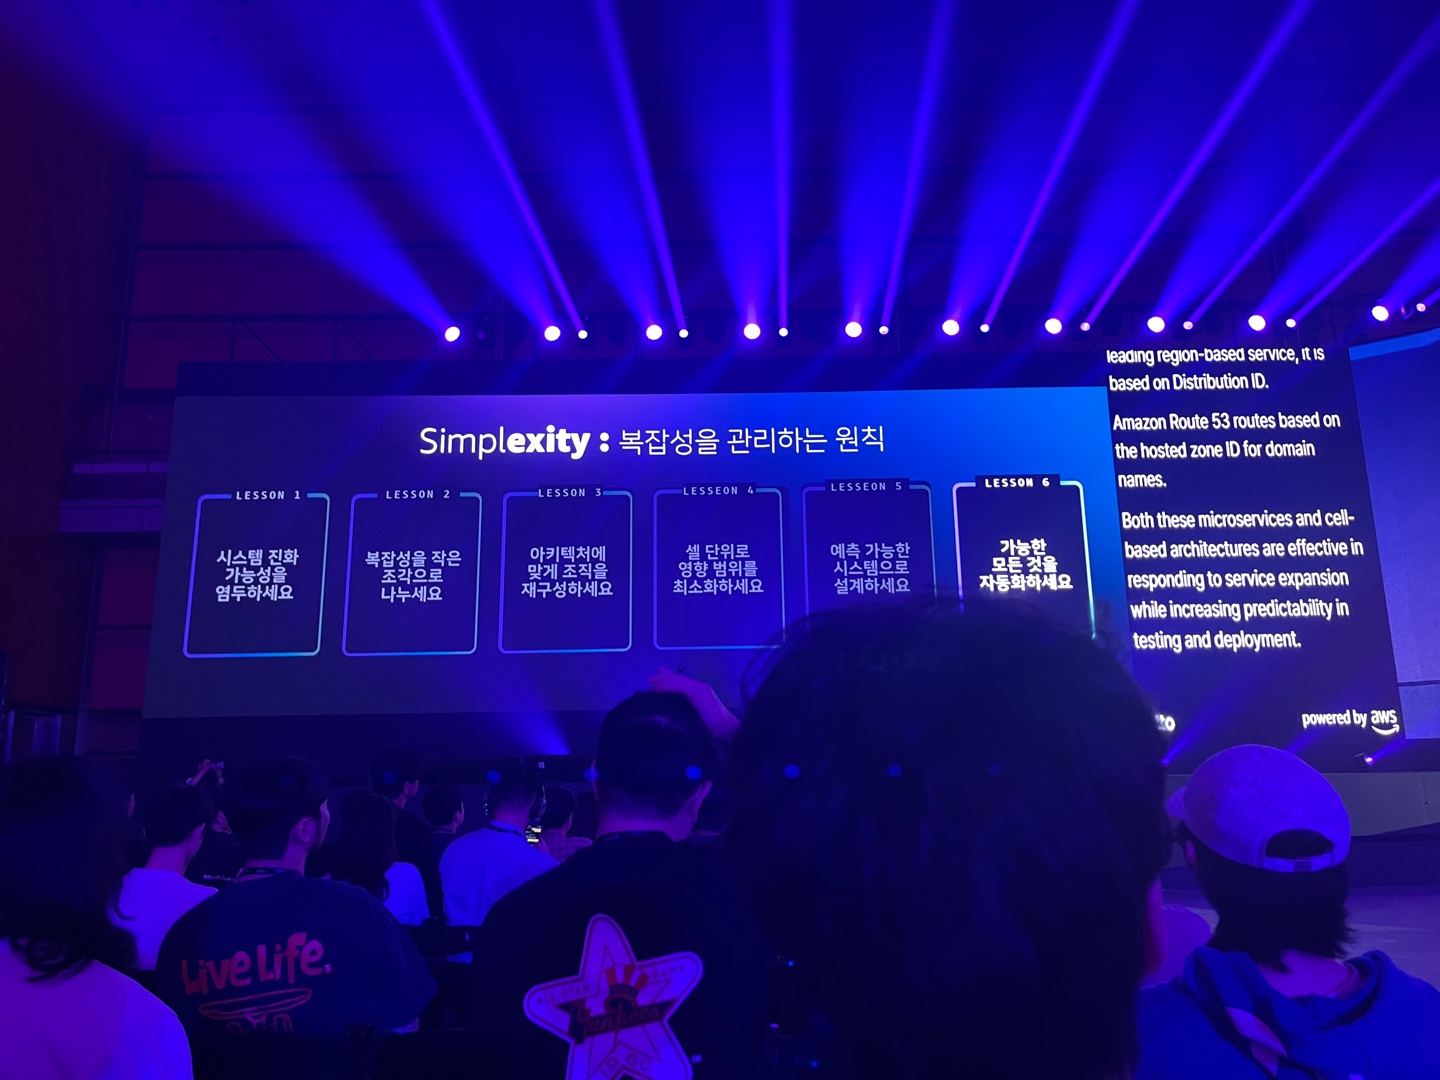 Simplexity : 복잡성을 관리하는 원칙
LESSON 1
시스템 진화
가능성을
염두하세요
LESSON 2
복잡성을 작은
조각으로
나누세요
LESSON 3
아키텍처에
맞게 조직을
재구성하세요
LESSEON 4
셀 단위로
영향 범위를
최소화하세요
LESSEON 5
예측 가능한
시스템으로
설계하세요
LESSON 6
가능한
모든 것을
자동화하세요
leading region-based service, it is
based on Distribution ID.
Amazon Route 53 routes based on
the hosted zone ID for domain
names.
Both these microservices and cell-
based architectures are effective in
responding to service expansion
while increasing predictability in
testing and deployment.
powered by aws
Live Life.
ALL STAR GAME
Yankees